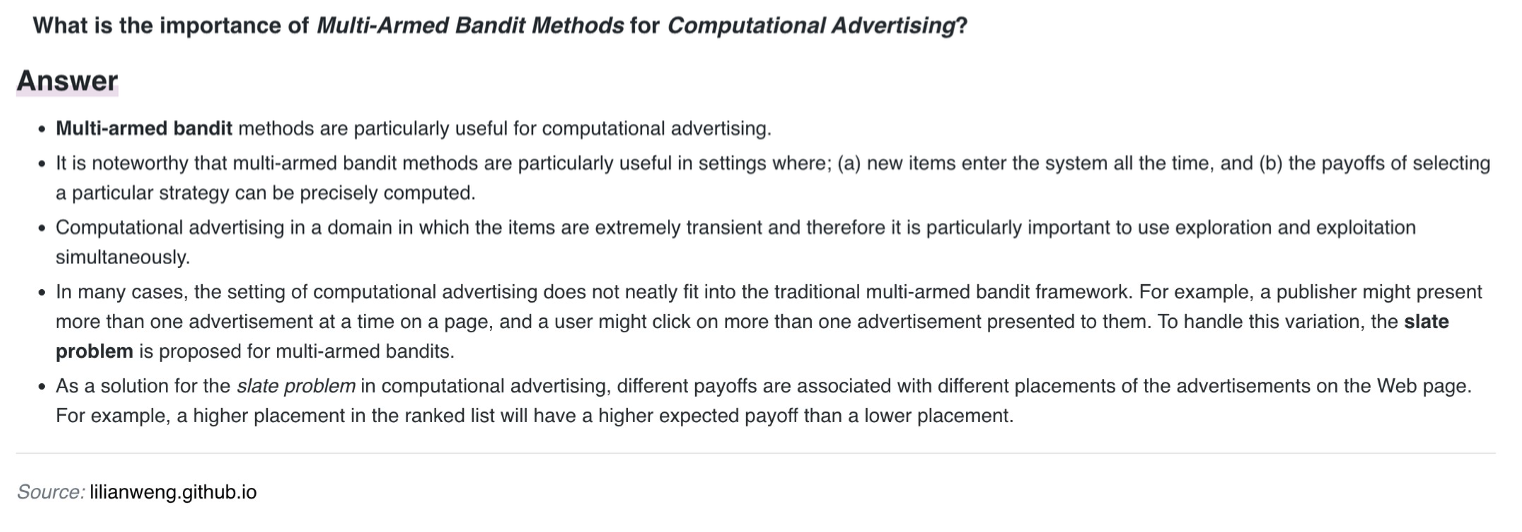 What is the importance of Multi-Armed Bandit Methods for Computational Advertising?
Answer
• Multi-armed bandit methods are particularly useful for computational advertising.
• It is noteworthy that multi-armed bandit methods are particularly useful in settings where; (a) new items enter the system all the time, and (b) the payoffs of selecting
a particular strategy can be precisely computed.
• Computational advertising in a domain in which the items are extremely transient and therefore it is particularly important to use exploration and exploitation
simultaneously.
• In many cases, the setting of computational advertising does not neatly fit into the traditional multi-armed bandit framework. For example, a publisher might present
more than one advertisement at a time on a page, and a user might click on more than one advertisement presented to them. To handle this variation, the slate
problem is proposed for multi-armed bandits.
• As a solution for the slate problem in computational advertising, different payoffs are associated with different placements of the advertisements on the Web page.
For example, a higher placement in the ranked list will have a higher expected payoff than a lower placement.
Source: lilianweng.github.io